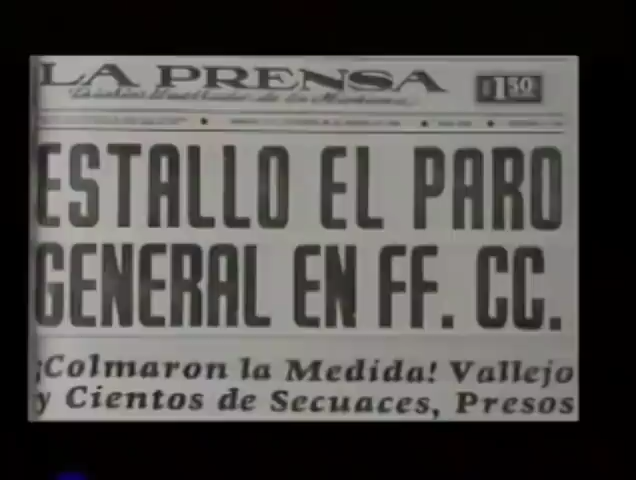 LA PRENSA
1.50
ESTALLO EL PARO
GENERAL EN FF. CC.
¡Colmaron la Medida! Vallejo
y Cientos de Secuaces, Presos